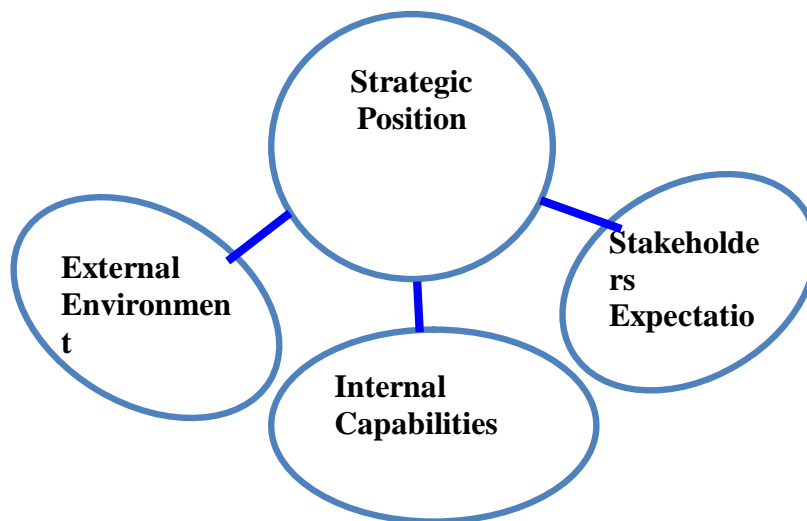 Strategic
Position
External
Environmen
t
Stakeholde
rs
Expectatio
Internal
Capabilities